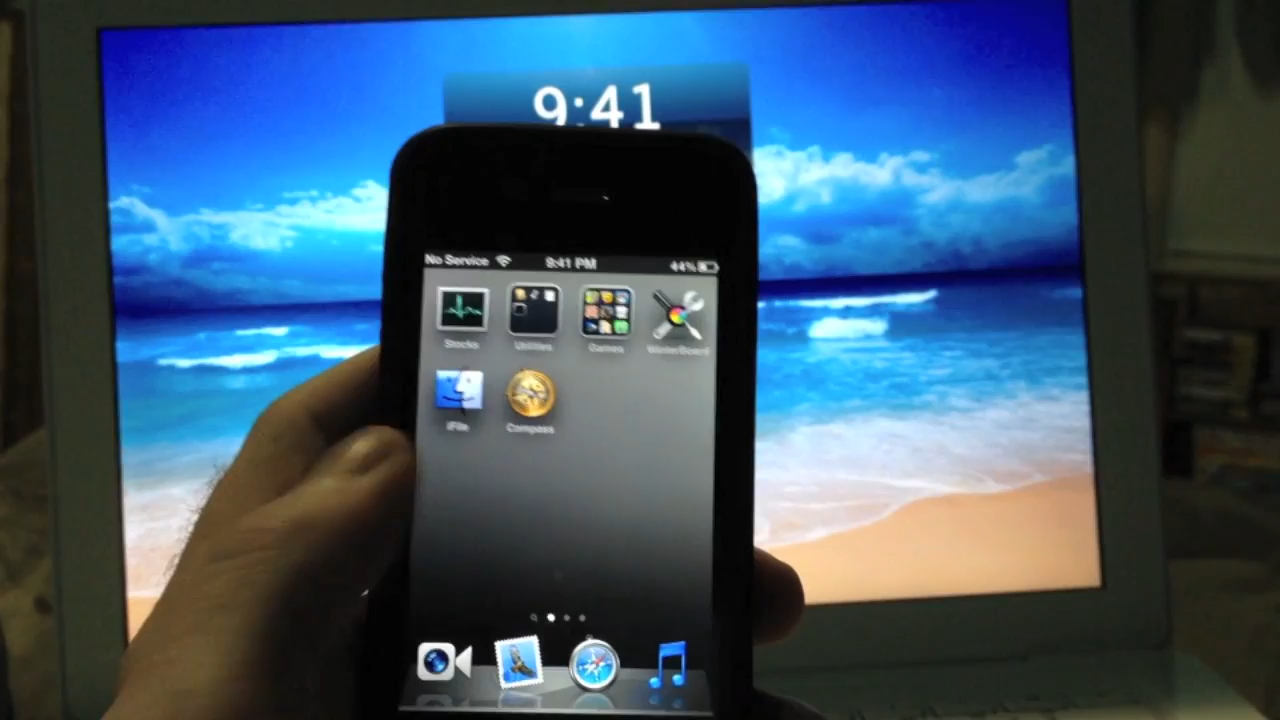 9:41
No Service 9:41 PM 44%
Stocks Utilities Games WinterBoard
iFile Compass